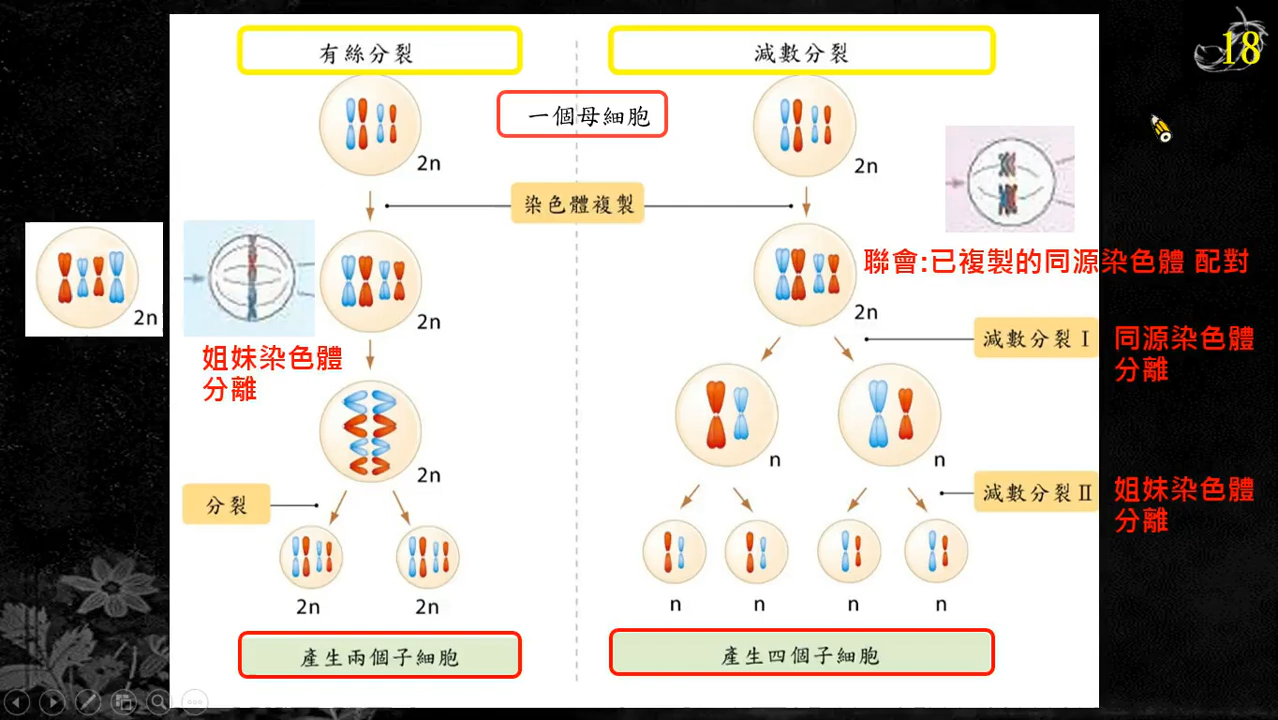 18
有絲分裂
減數分裂
一個母細胞
2n
2n
染色體複製
聯會:已複製的同源染色體 配對
2n
2n
2n
姐妹染色體
分離
減數分裂Ⅰ
同源染色體
分離
2n
n
n
分裂
減數分裂Ⅱ
姐妹染色體
分離
2n
2n
n
n
n
n
產生兩個子細胞
產生四個子細胞